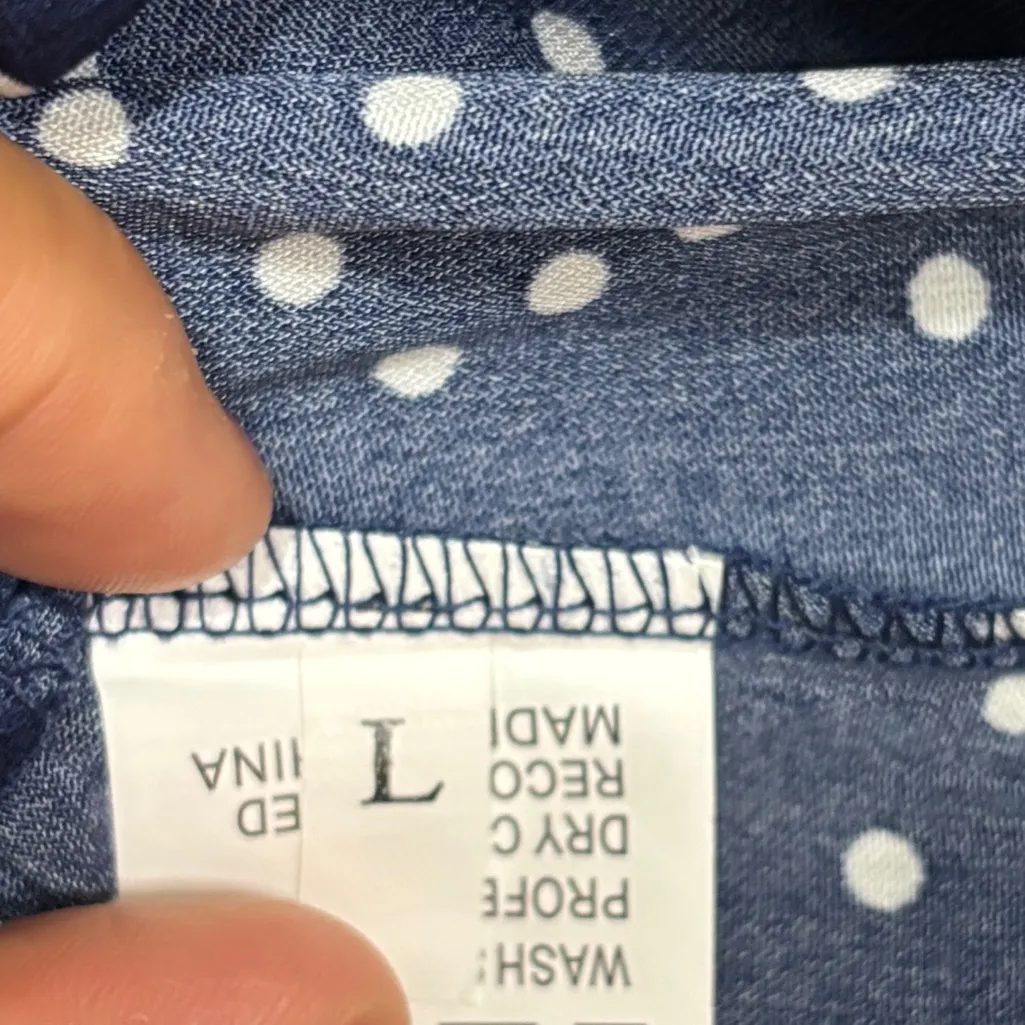 WASH:
PROFE
DRY C
RECO
MADI
L
ED
HINA